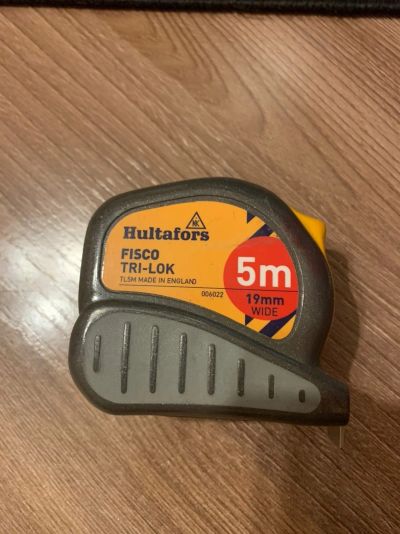 Hultafors
FISCO
TRI-LOK
TL5M MADE IN ENGLAND
006022
5m
19mm
WIDE